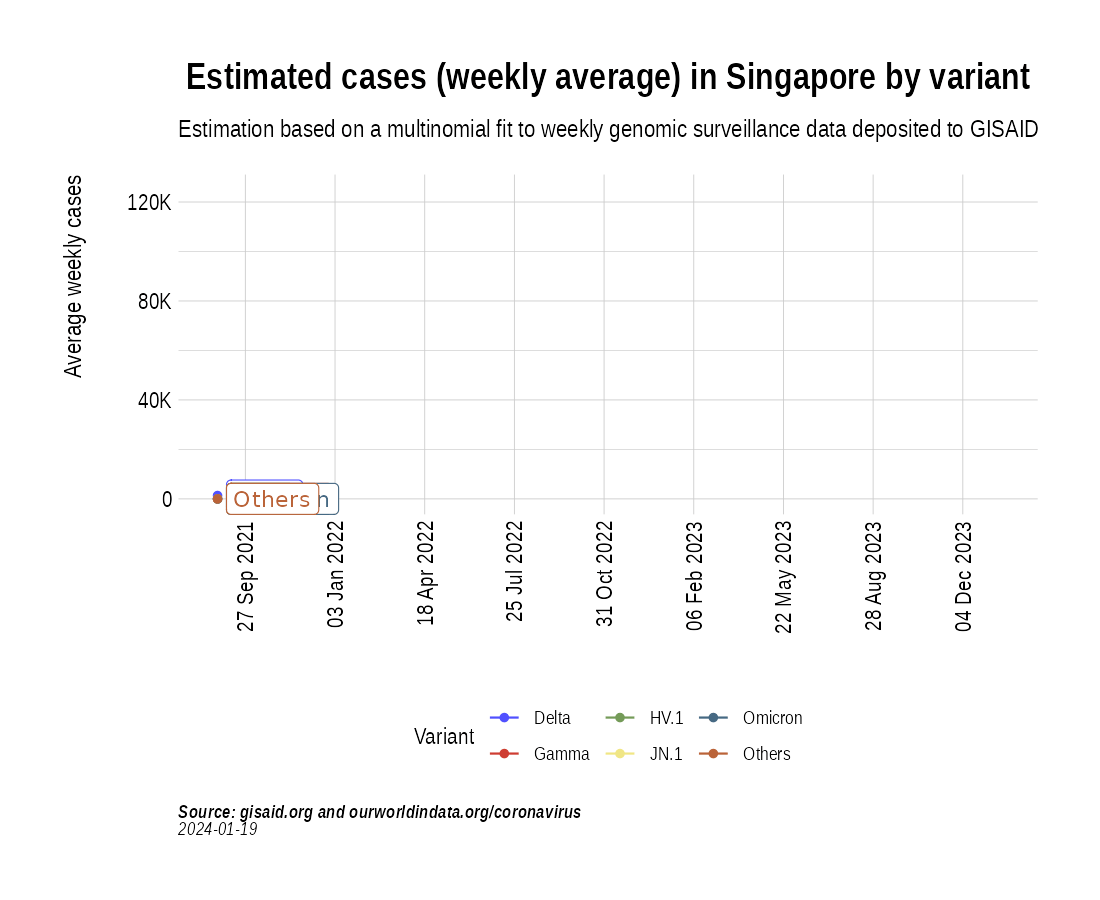 Estimated cases (weekly average) in Singapore by variant
Estimation based on a multinomial fit to weekly genomic surveillance data deposited to GISAID
Average weekly cases
120K
80K
40K
0
Others
n
27 Sep 2021
03 Jan 2022
18 Apr 2022
25 Jul 2022
31 Oct 2022
06 Feb 2023
22 May 2023
28 Aug 2023
04 Dec 2023
Variant
Delta
HV.1
Omicron
Gamma
JN.1
Others
Source: gisaid.org and ourworldindata.org/coronavirus
2024-01-19